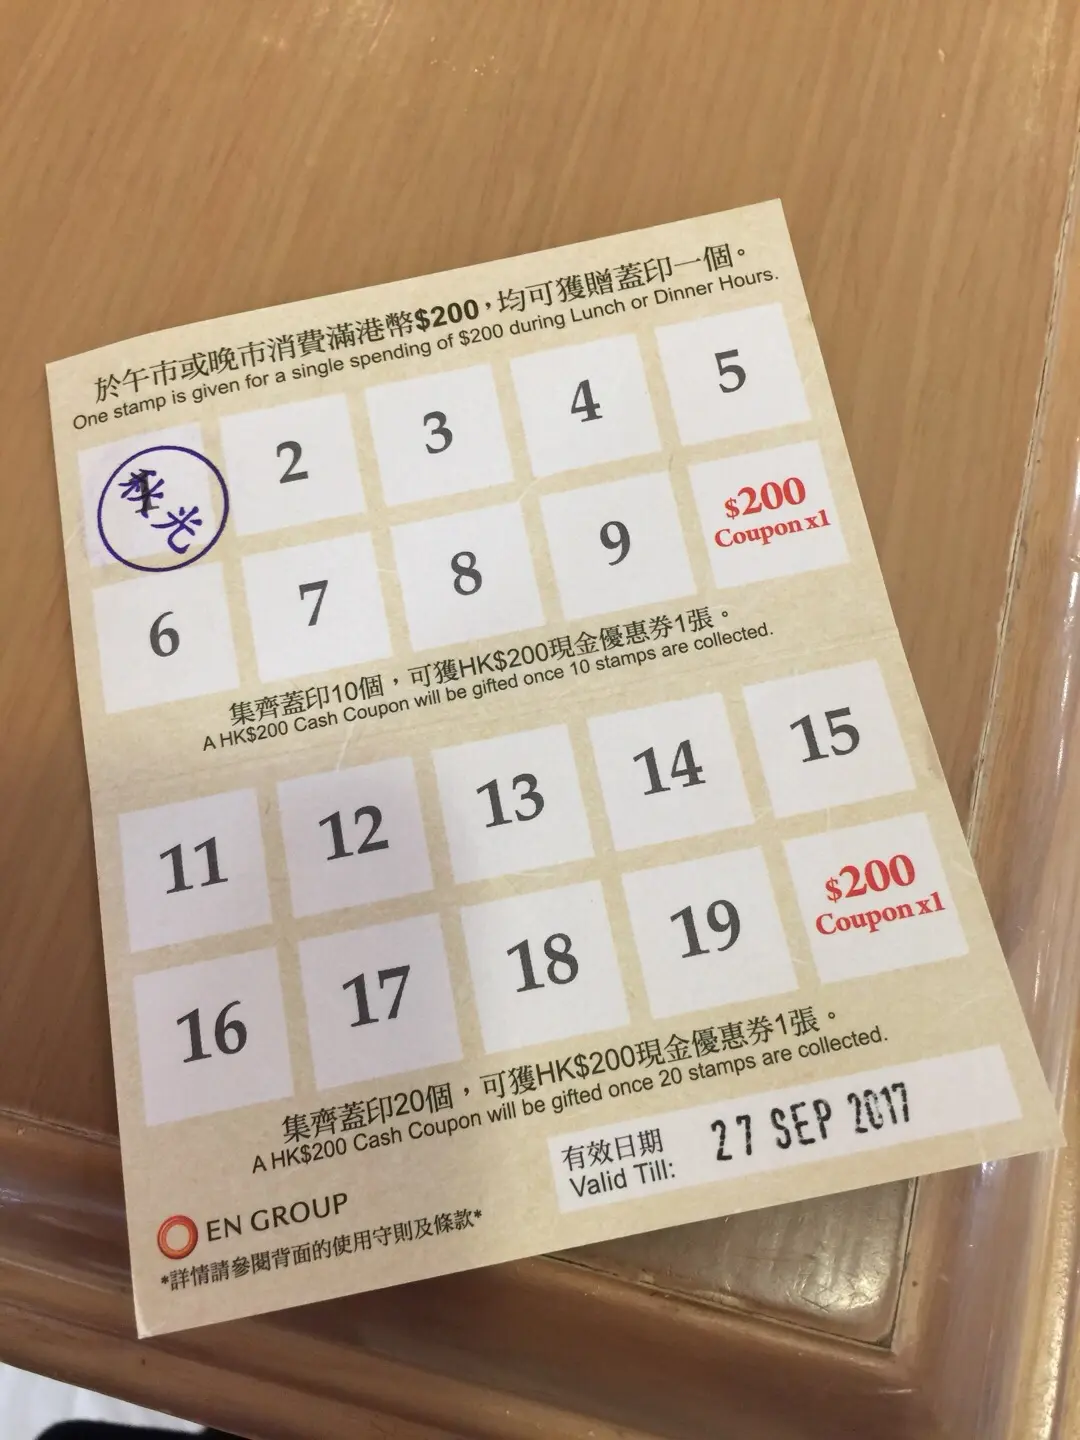 於午市或晚市消費滿港幣$200，均可獲贈蓋印一個。
One stamp is given for a single spending of $200 during Lunch or Dinner Hours.
1 2 3 4 5
秋光
6 7 8 9 $200
Coupon x1
集齊蓋印10個，可獲HK$200現金優惠券1張。
A HK$200 Cash Coupon will be gifted once 10 stamps are collected.
11 12 13 14 15
16 17 18 19 $200
Coupon x1
集齊蓋印20個，可獲HK$200現金優惠券1張。
A HK$200 Cash Coupon will be gifted once 20 stamps are collected.
有效日期
Valid Till: 27 SEP 2017
EN GROUP
*詳情請參閱背面的使用守則及條款*